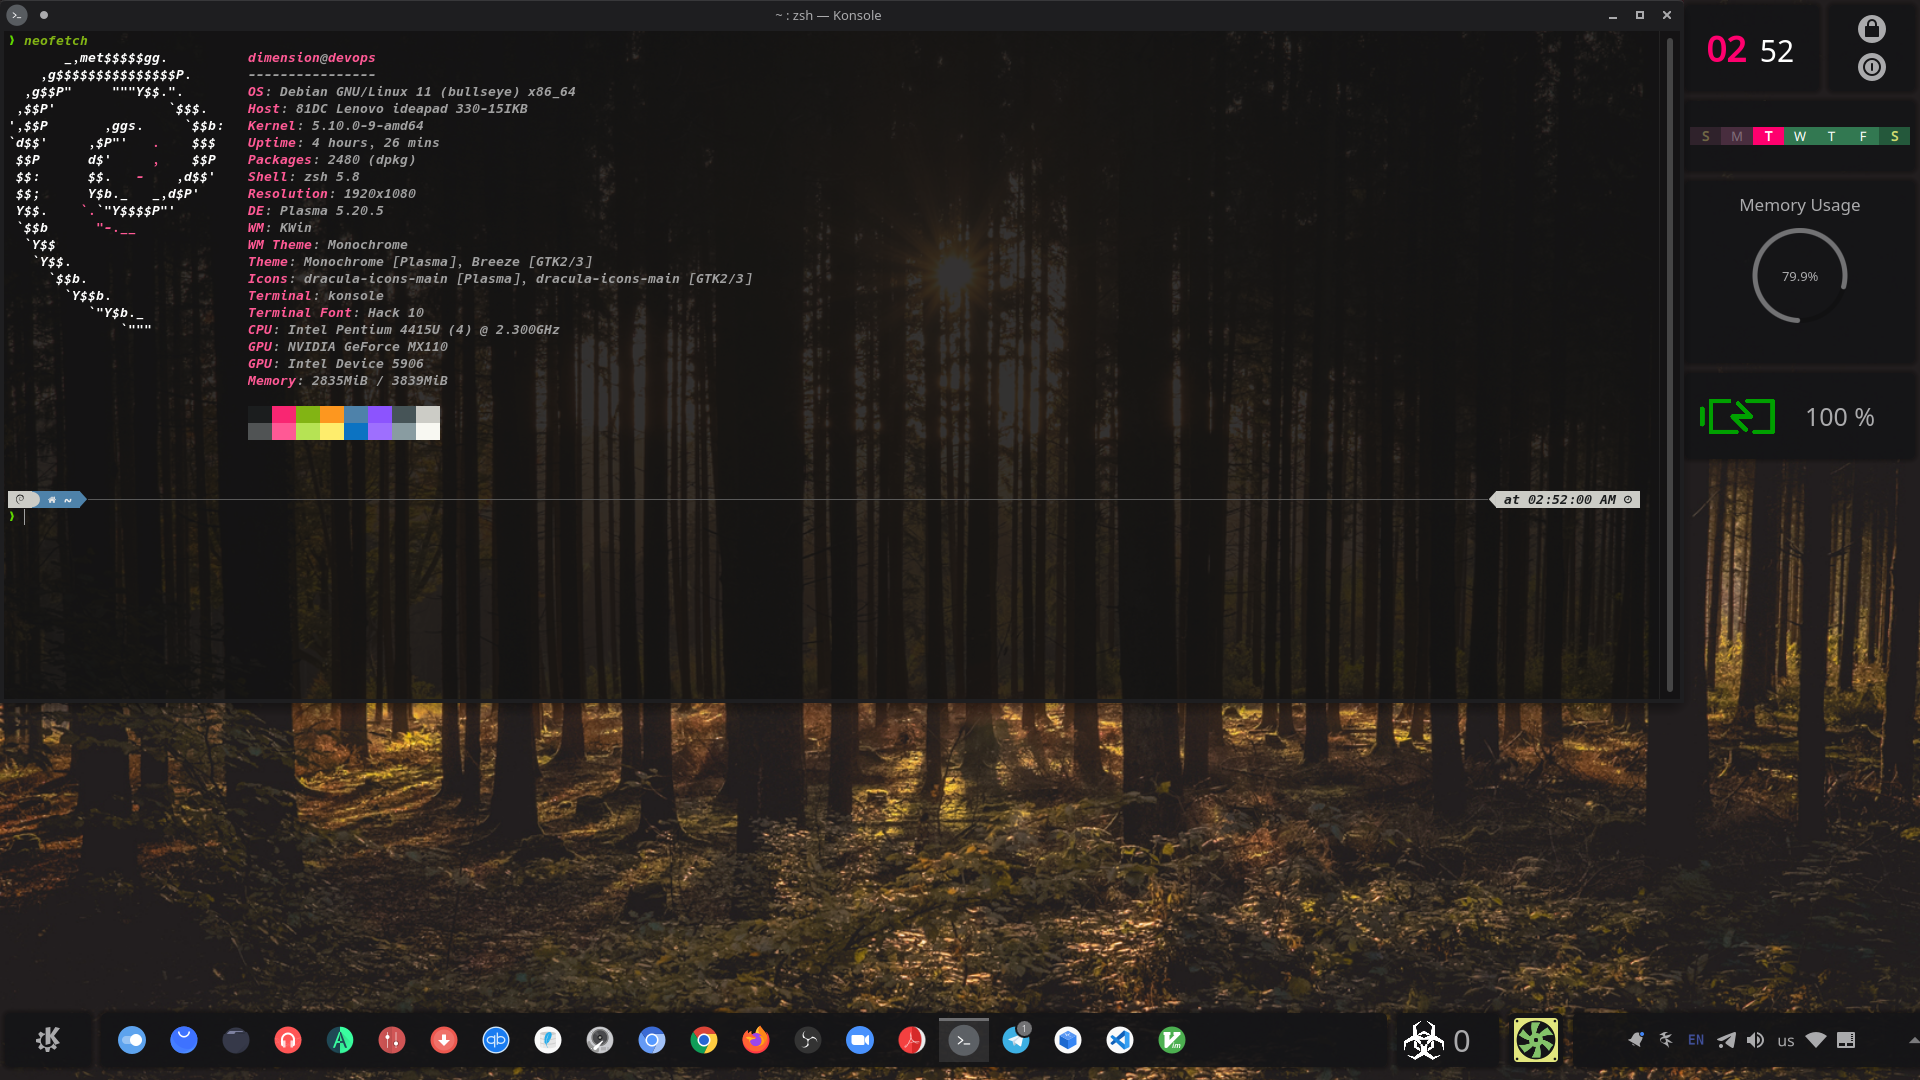 ~ : zsh — Konsole
❯ neofetch
dimension@devops
----------------
OS: Debian GNU/Linux 11 (bullseye) x86_64
Host: 81DC Lenovo ideapad 330-15IKB
Kernel: 5.10.0-9-amd64
Uptime: 4 hours, 26 mins
Packages: 2480 (dpkg)
Shell: zsh 5.8
Resolution: 1920x1080
DE: Plasma 5.20.5
WM: KWin
WM Theme: Monochrome
Theme: Monochrome [Plasma], Breeze [GTK2/3]
Icons: dracula-icons-main [Plasma], dracula-icons-main [GTK2/3]
Terminal: konsole
Terminal Font: Hack 10
CPU: Intel Pentium 4415U (4) @ 2.300GHz
GPU: NVIDIA GeForce MX110
GPU: Intel Device 5906
Memory: 2835MiB / 3839MiB
~
at 02:52:00 AM
❯
02 52
S M T W T F S
Memory Usage
79.9%
100 %
qb
1
Vim
0
EN
us